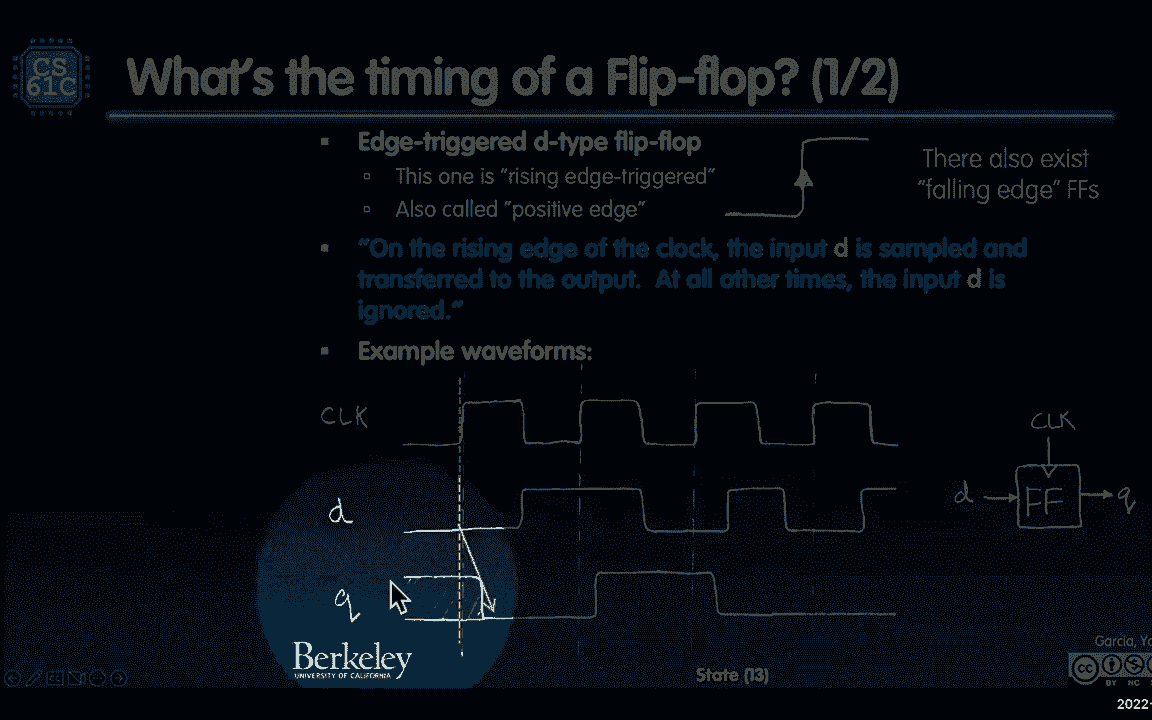 CS
61C
What's the timing of a Flip-flop? (1/2)
Edge-triggered d-type flip-flop
This one is "rising edge-triggered"
Also called "positive edge"
There also exist
"falling edge" FFs
"On the rising edge of the clock, the input d is sampled and
transferred to the output. At all other times, the input d is
ignored."
Example waveforms:
CLK
d
q
CLK
d
FF
q
Berkeley
UNIVERSITY OF CALIFORNIA
State (13)
Garcia,
CC
BY NC
2022-